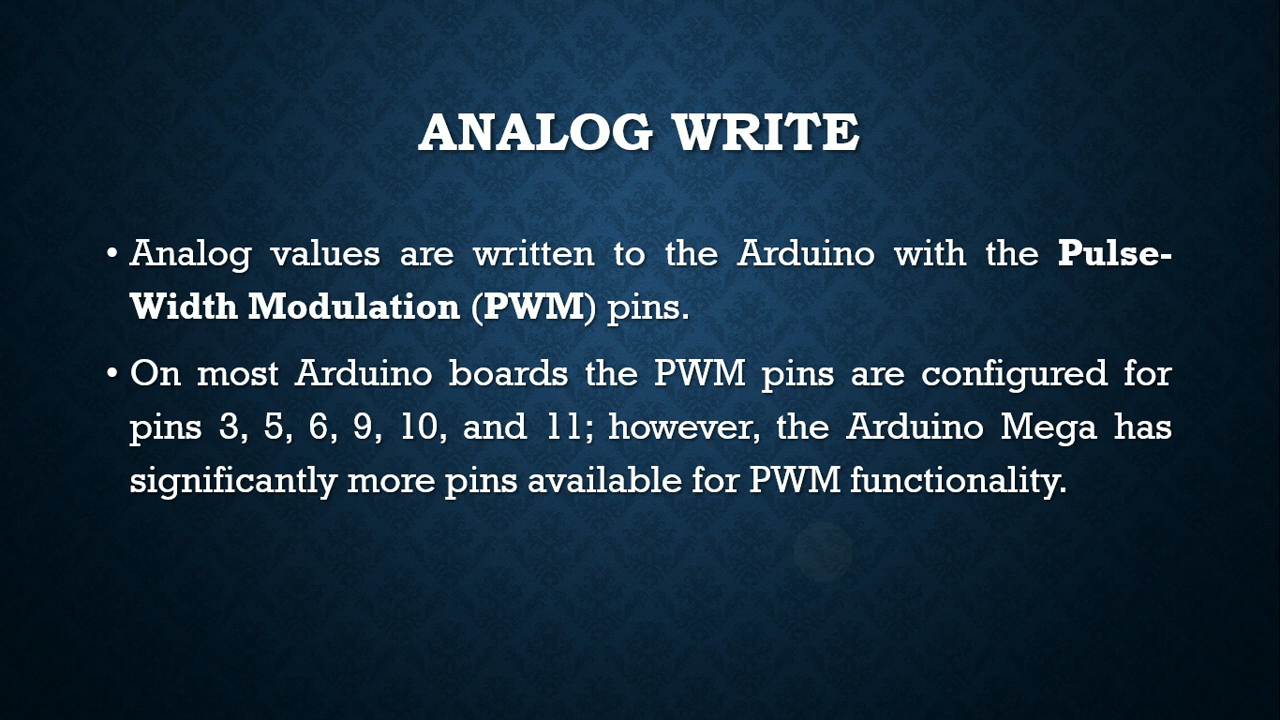 ANALOG WRITE
• Analog values are written to the Arduino with the Pulse-
Width Modulation (PWM) pins.
• On most Arduino boards the PWM pins are configured for
pins 3, 5, 6, 9, 10, and 11; however, the Arduino Mega has
significantly more pins available for PWM functionality.